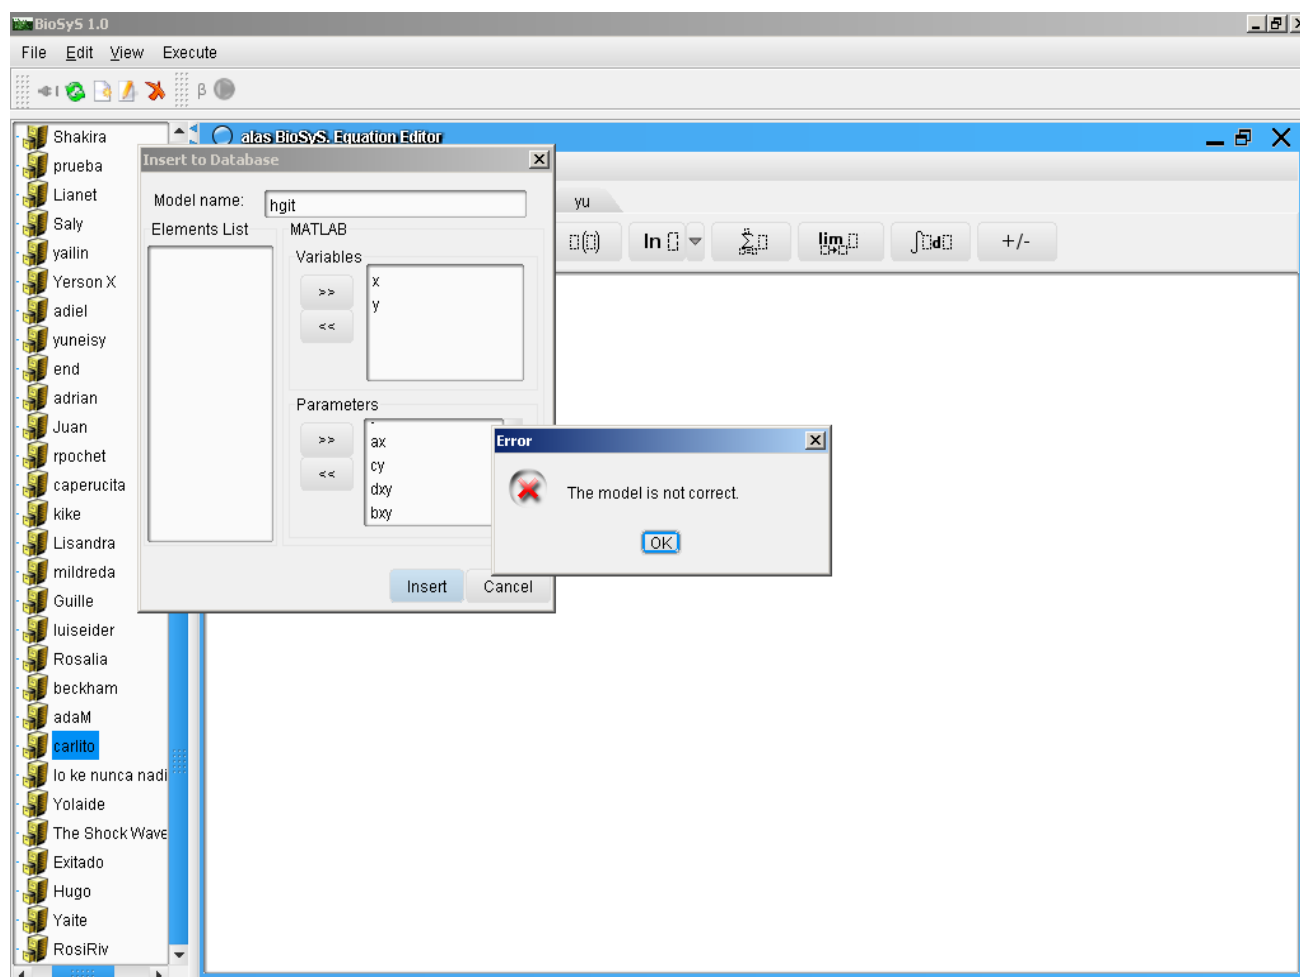 BioSyS 1.0
File Edit View Execute
β
Shakira
prueba
Lianet
Saly
yailin
Yerson X
adiel
yuneisy
end
adrian
Juan
rpochet
caperucita
kike
Lisandra
mildreda
Guille
luiseider
Rosalia
beckham
adaM
carlito
lo ke nunca nadi
Yolaide
The Shock Wave
Exitado
Hugo
Yaite
RosiRiv
alas BioSyS. Equation Editor
yu
ln
lim
∫ d
+/-
Insert to Database
Model name: hgit
Elements List
MATLAB
Variables
>>
<<
x
y
Parameters
>>
<<
ax
cy
dxy
bxy
Insert Cancel
Error
The model is not correct.
OK